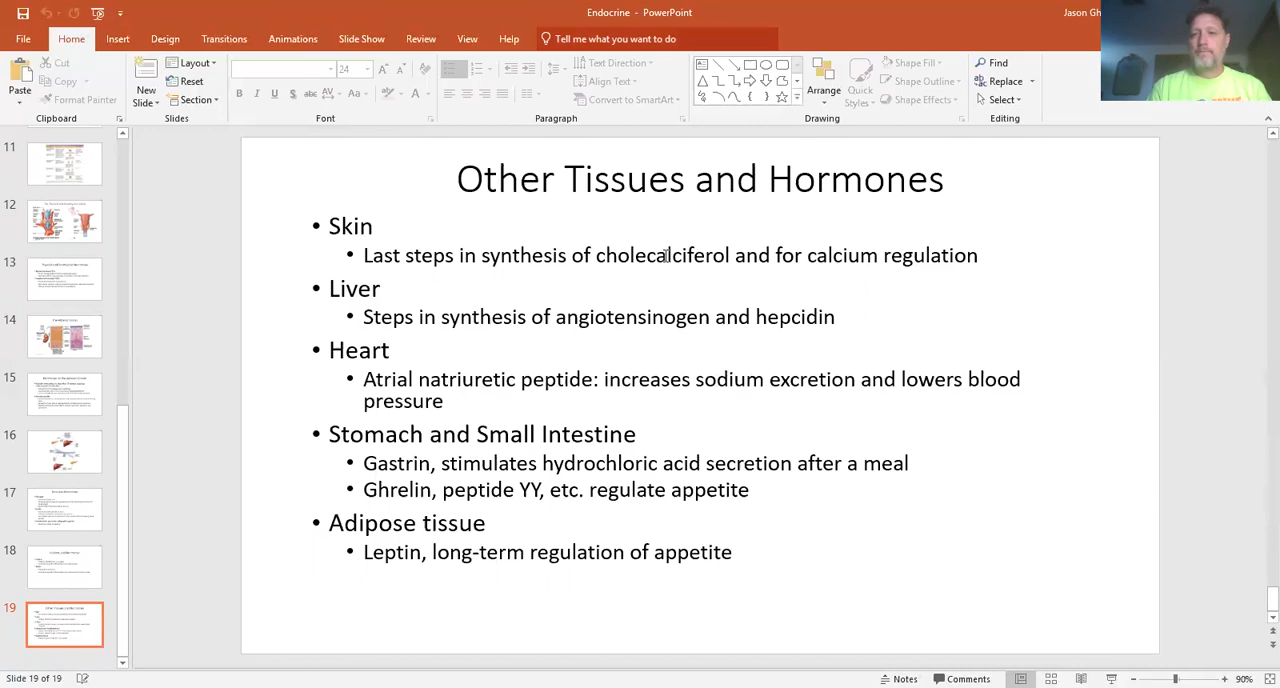 Endocrine - PowerPoint
Jason Gh
File Home Insert Design Transitions Animations Slide Show Review View Help Tell me what you want to do
Cut
Copy
Format Painter
Paste
Clipboard
New
Slide
Layout
Reset
Section
Slides
24
B I U S abc AV Aa A
Font
Text Direction
Align Text
Convert to SmartArt
Paragraph
Arrange
Quick
Styles
Shape Fill
Shape Outline
Shape Effects
Drawing
Find
Replace
Select
Editing
11
12
13
14
15
16
17
18
19
Other Tissues and Hormones
• Skin
• Last steps in synthesis of cholecalciferol and for calcium regulation
• Liver
• Steps in synthesis of angiotensinogen and hepcidin
• Heart
• Atrial natriuretic peptide: increases sodium excretion and lowers blood
pressure
• Stomach and Small Intestine
• Gastrin, stimulates hydrochloric acid secretion after a meal
• Ghrelin, peptide YY, etc. regulate appetite
• Adipose tissue
• Leptin, long-term regulation of appetite
Slide 19 of 19
Notes
Comments
90%